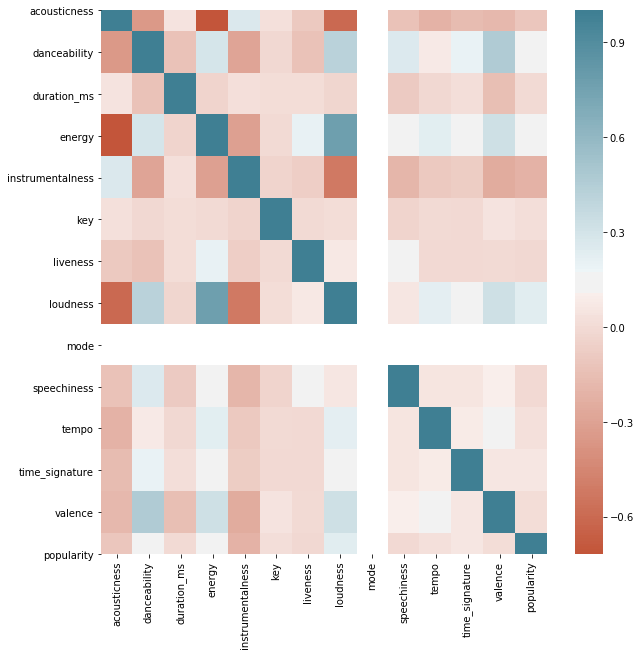 acousticness
danceability
duration_ms
energy
instrumentalness
key
liveness
loudness
mode
speechiness
tempo
time_signature
valence
popularity
acousticness
danceability
duration_ms
energy
instrumentalness
key
liveness
loudness
mode
speechiness
tempo
time_signature
valence
popularity
0.9
0.6
0.3
0.0
−0.3
−0.6